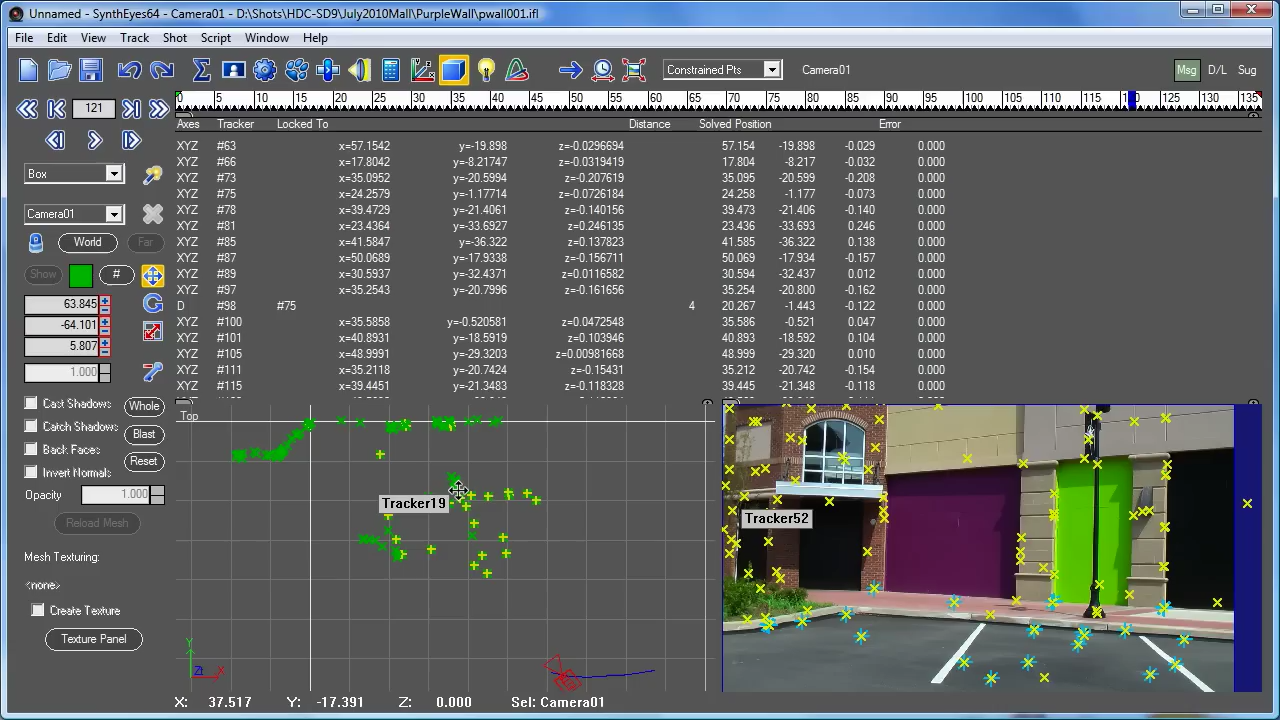 Unnamed - SynthEyes64 - Camera01 - D:\Shots\HDC-SD9\July2010Mall\PurpleWall\pwall001.ifl
File Edit View Track Shot Script Window Help
Constrained Pts Camera01 Msg D/L Sug
121
0 5 10 15 20 25 30 35 40 45 50 55 60 65 70 75 80 85 90 95 100 105 110 115 120 125 130 135
Axes Tracker Locked To Distance Solved Position Error
XYZ #63 x=57.1542 y=-19.898 z=-0.0296694 57.154 -19.898 -0.029 0.000
XYZ #66 x=17.8042 y=-8.21747 z=-0.0319419 17.804 -8.217 -0.032 0.000
XYZ #73 x=35.0952 y=-20.5994 z=-0.207619 35.095 -20.599 -0.208 0.000
XYZ #75 x=24.2579 y=-1.17714 z=-0.0726184 24.258 -1.177 -0.073 0.000
XYZ #78 x=39.4729 y=-21.4061 z=-0.140156 39.473 -21.406 -0.140 0.000
XYZ #81 x=23.4364 y=-33.6927 z=0.246135 23.436 -33.693 0.246 0.000
XYZ #85 x=41.5847 y=-36.322 z=0.137823 41.585 -36.322 0.138 0.000
XYZ #87 x=50.0689 y=-17.9338 z=-0.156711 50.069 -17.934 -0.157 0.000
XYZ #89 x=30.5937 y=-32.4371 z=0.0116582 30.594 -32.437 0.012 0.000
XYZ #97 x=35.2543 y=-20.7996 z=-0.161656 35.254 -20.800 -0.162 0.000
D #98 #75 4 20.267 -1.443 -0.122 0.000
XYZ #100 x=35.5858 y=-0.520581 z=0.0472548 35.586 -0.521 0.047 0.000
XYZ #101 x=40.8931 y=-18.5919 z=0.103946 40.893 -18.592 0.104 0.000
XYZ #105 x=48.9991 y=-29.3203 z=0.00981668 48.999 -29.320 0.010 0.000
XYZ #111 x=35.2118 y=-20.7424 z=-0.15431 35.212 -20.742 -0.154 0.000
XYZ #115 x=39.4451 y=-21.3483 z=-0.118328 39.445 -21.348 -0.118 0.000
Box
Camera01
World Far
Show #
63.845
-64.101
5.807
1.000
Cast Shadows Whole
Catch Shadows Blast
Back Faces
Invert Normals Reset
Opacity 1.000
Reload Mesh
Mesh Texturing:
<none>
Create Texture
Texture Panel
Top
Tracker19
Y
X
Tracker52
X: 37.517 Y: -17.391 Z: 0.000 Sel: Camera01